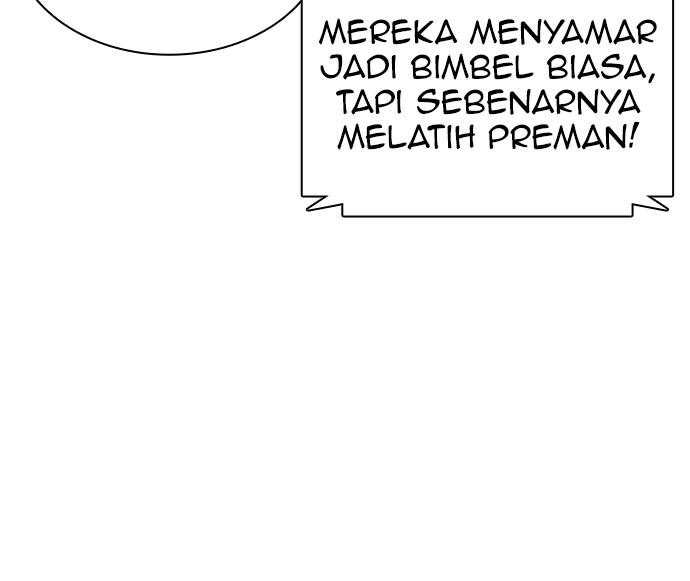 MEREKA MENYAMAR
JADI BIMBEL BIASA,
TAPI SEBENARNYA
MELATIH PREMAN!